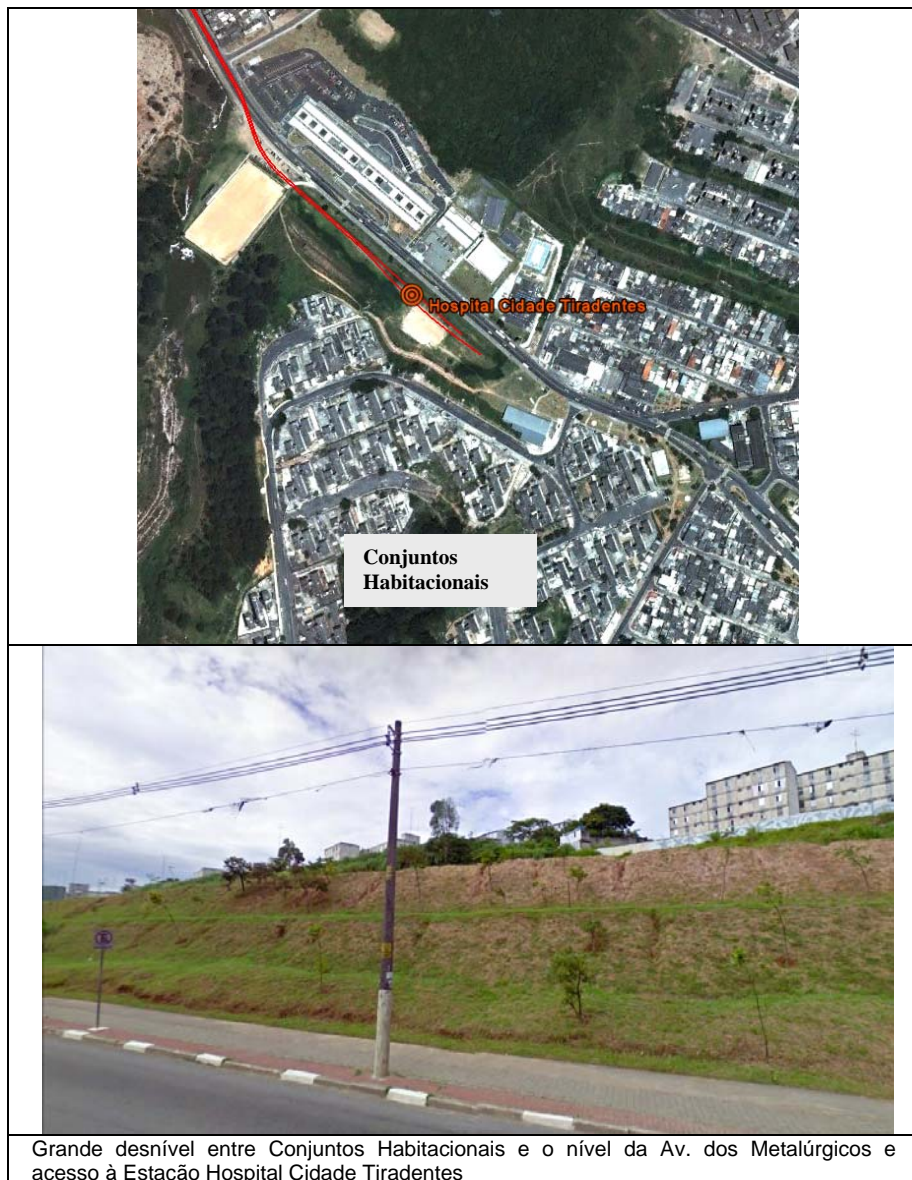 Hospital Cidade Tiradentes
Conjuntos
Habitacionais
Grande desnível entre Conjuntos Habitacionais e o nível da Av. dos Metalúrgicos e
acesso à Estação Hospital Cidade Tiradentes